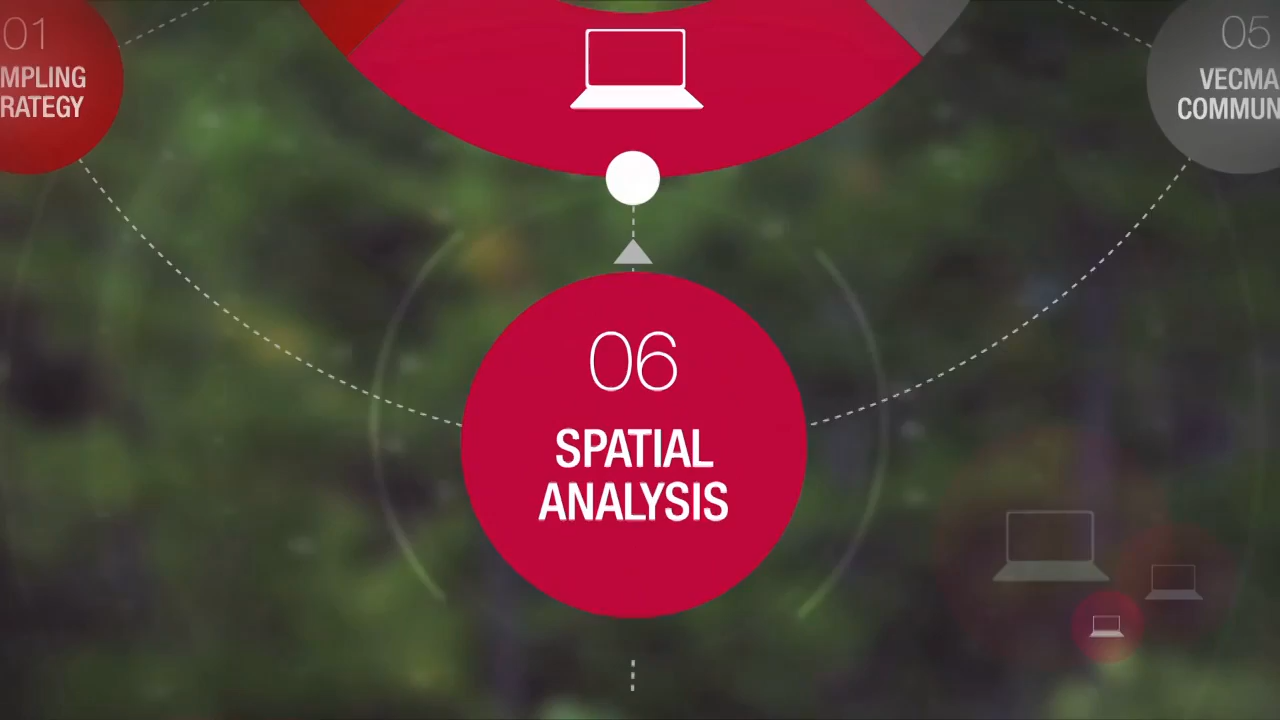 01
MPLING
RATEGY
05
VECMA
COMMUN
06
SPATIAL
ANALYSIS